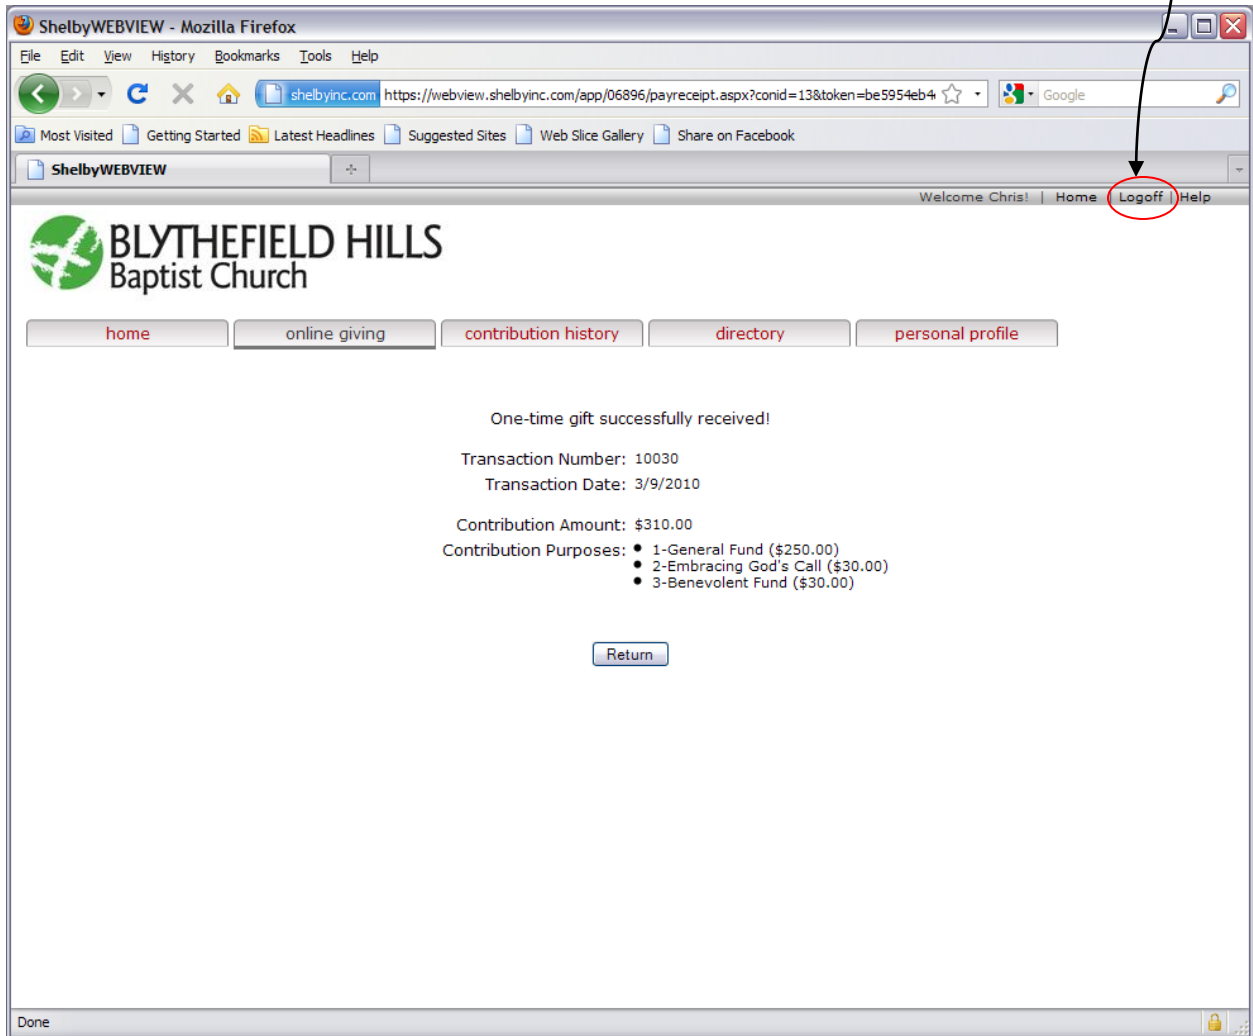 ShelbyWEBVIEW - Mozilla Firefox
File Edit View History Bookmarks Tools Help
shelbyinc.com https://webview.shelbyinc.com/app/06896/payreceipt.aspx?conid=13&token=be5954eb4 Google
Most Visited Getting Started Latest Headlines Suggested Sites Web Slice Gallery Share on Facebook
ShelbyWEBVIEW
Welcome Chris! | Home | Logoff | Help
BLYTHEFIELD HILLS
Baptist Church
home online giving contribution history directory personal profile
One-time gift successfully received!
Transaction Number: 10030
Transaction Date: 3/9/2010
Contribution Amount: $310.00
Contribution Purposes: • 1-General Fund ($250.00)
• 2-Embracing God's Call ($30.00)
• 3-Benevolent Fund ($30.00)
Return
Done